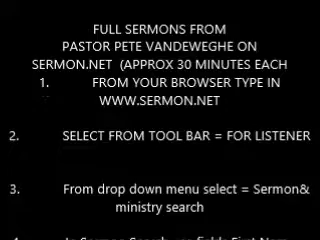 FULL SERMONS FROM
PASTOR PETE VANDEWEGHE ON
SERMON.NET (APPROX 30 MINUTES EACH
1. FROM YOUR BROWSER TYPE IN
WWW.SERMON.NET
2. SELECT FROM TOOL BAR = FOR LISTENER
3. From drop down menu select = Sermon&
ministry search